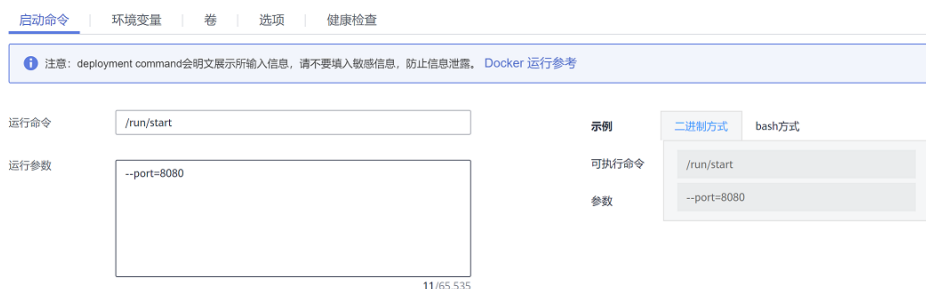 启动命令 环境变量 卷 选项 健康检查
注意：deployment command会明文展示所输入信息，请不要填入敏感信息，防止信息泄露。 Docker 运行参考
运行命令 /run/start
运行参数 --port=8080
11/65,535
示例 二进制方式 bash方式
可执行命令 /run/start
参数 --port=8080